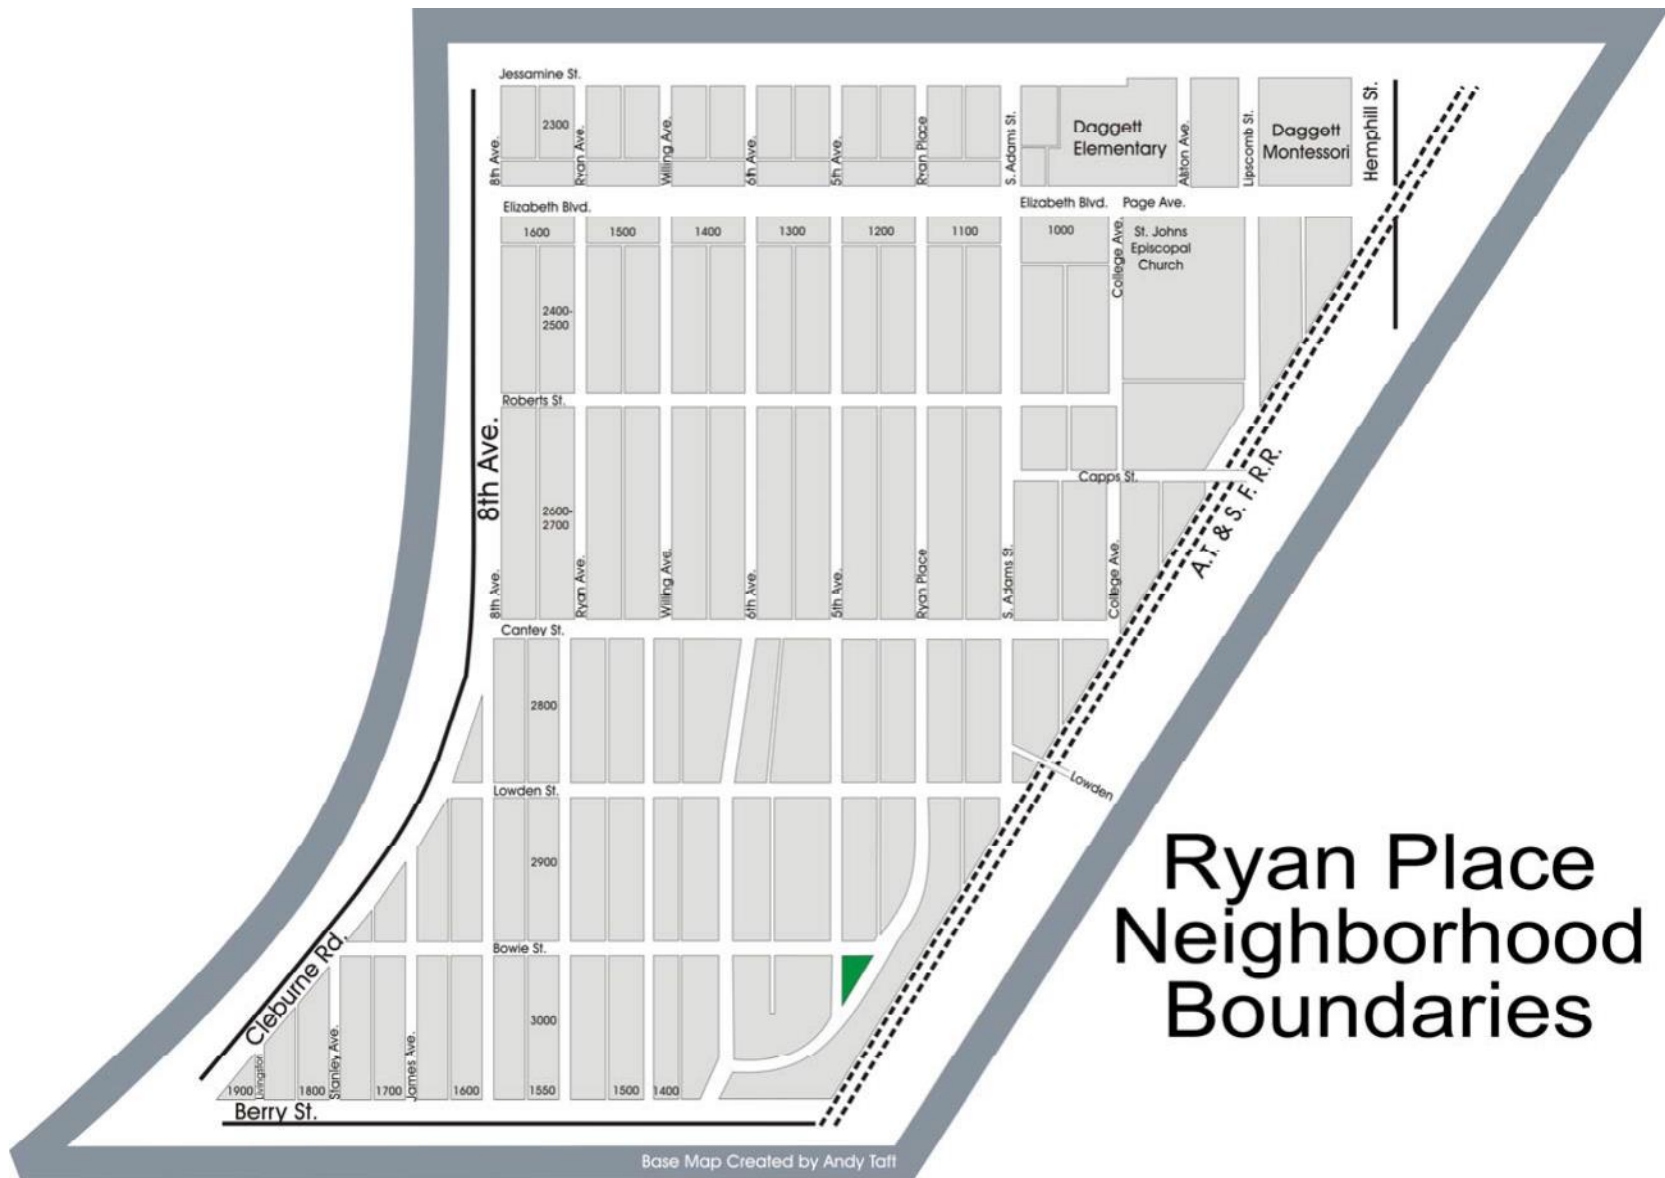 Jessamine St.
2300
8th Ave.
Ryan Ave.
Willing Ave.
6th Ave.
5th Ave.
Ryan Place
S. Adams St.
Daggett
Elementary
Alston Ave.
Lipscomb St.
Daggett
Montessori
Hemphill St.
Elizabeth Blvd.
Elizabeth Blvd.
Page Ave.
1600
1500
1400
1300
1200
1100
1000
College Ave.
St. Johns
Episcopal
Church
2400-
2500
Roberts St.
8th Ave.
Capps St.
A.T. & S. F. R.R.
2600-
2700
8th Ave.
Ryan Ave.
Willing Ave.
6th Ave.
5th Ave.
Ryan Place
S. Adams St.
College Ave.
Cantey St.
2800
Lowden St.
Lowden
2900
Ryan Place
Neighborhood
Boundaries
Bowie St.
Cleburne Rd.
3000
Livingston
Stanley Ave.
James Ave.
1900
1800
1700
1600
1550
1500
1400
Berry St.
Base Map Created by Andy Taft